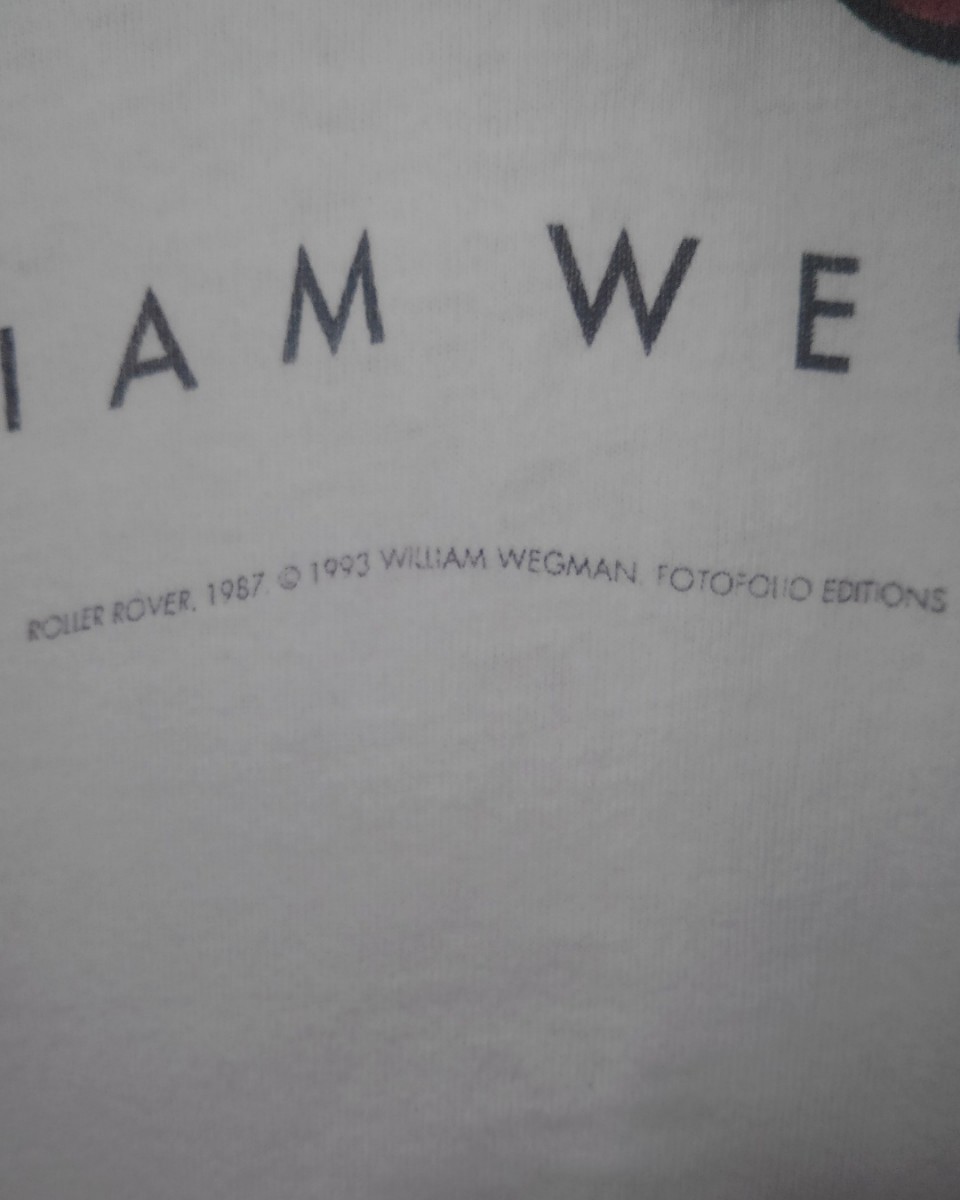 IAM WE
ROLLER ROVER, 1987. © 1993 WILLIAM WEGMAN. FOTOFOLIO EDITIONS